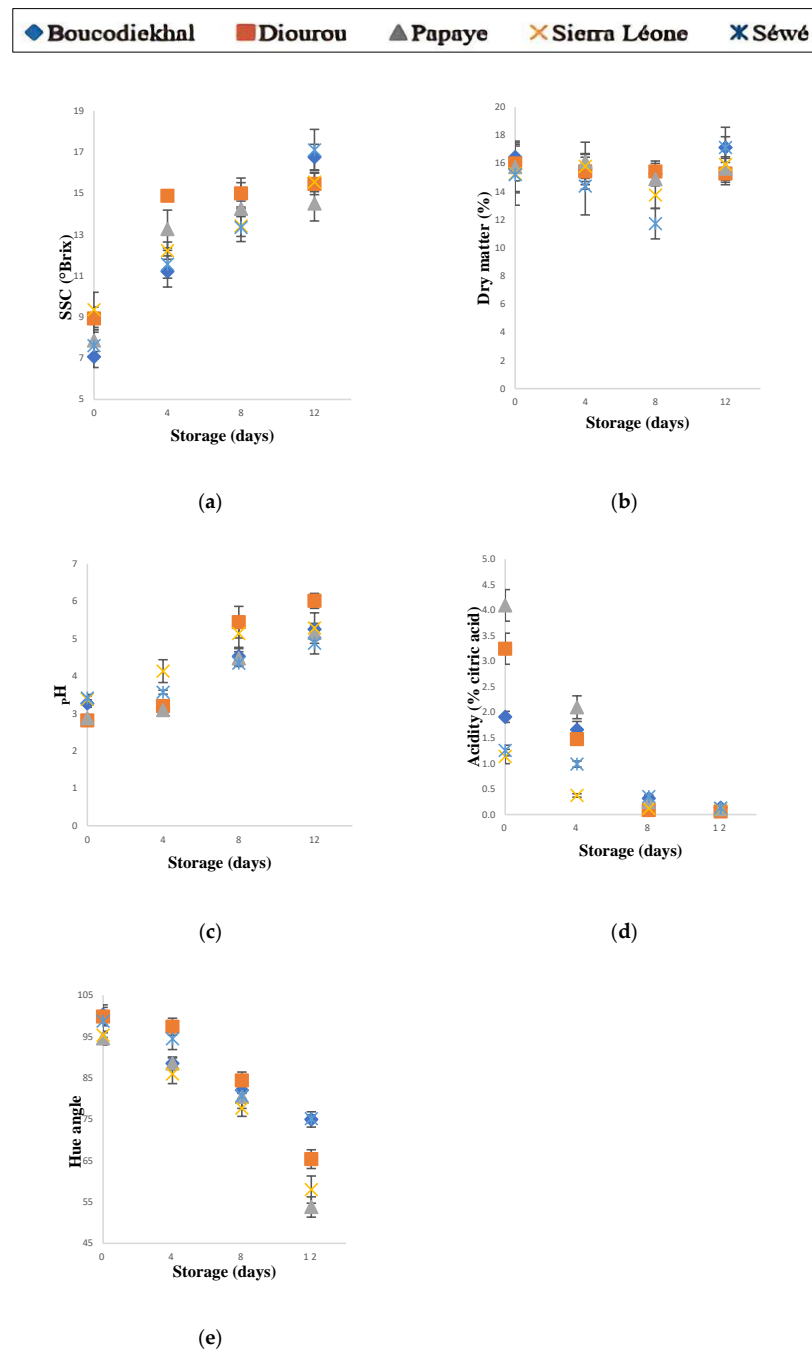 Boucodiekhal Diourou Papaye Sierra Léone Séwé
19
17
15
13
11
9
7
5
SSC (°Brix)
0 4 8 12
Storage (days)
(a)
20
18
16
14
12
10
8
6
4
2
0
Dry matter (%)
0 4 8 12
Storage (days)
(b)
7
6
5
4
3
2
1
0
pH
0 4 8 12
Storage (days)
(c)
5.0
4.5
4.0
3.5
3.0
2.5
2.0
1.5
1.0
0.5
0.0
Acidity (% citric acid)
0 4 8 1 2
Storage (days)
(d)
105
95
85
75
65
55
45
Hue angle
0 4 8 1 2
Storage (days)
(e)